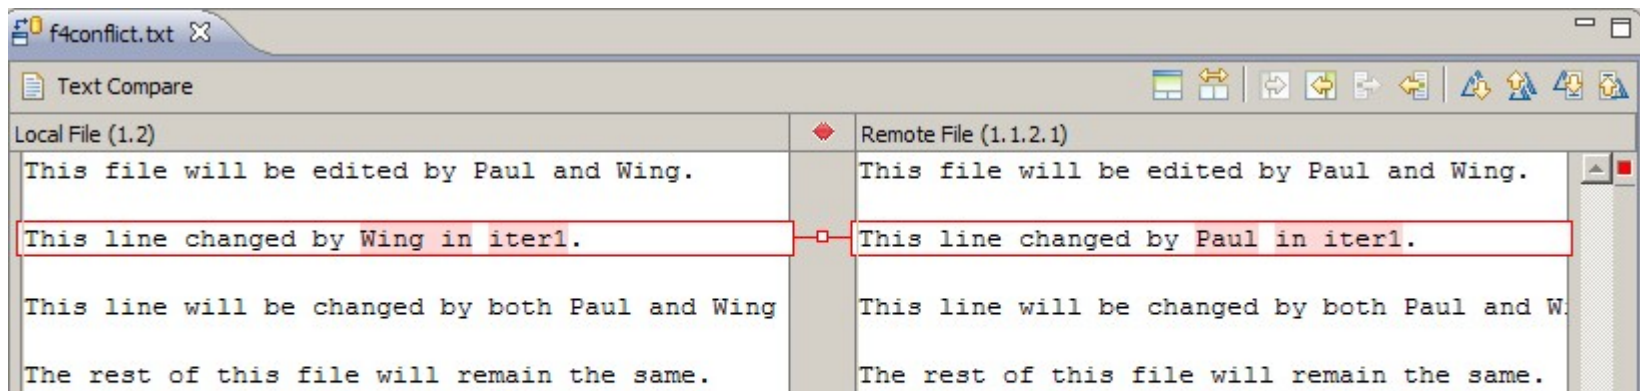 f4conflict.txt
Text Compare
Local File (1.2)
Remote File (1.1.2.1)
This file will be edited by Paul and Wing.
This line changed by Wing in iter1.
This line will be changed by both Paul and Wing
The rest of this file will remain the same.
This file will be edited by Paul and Wing.
This line changed by Paul in iter1.
This line will be changed by both Paul and W
The rest of this file will remain the same.